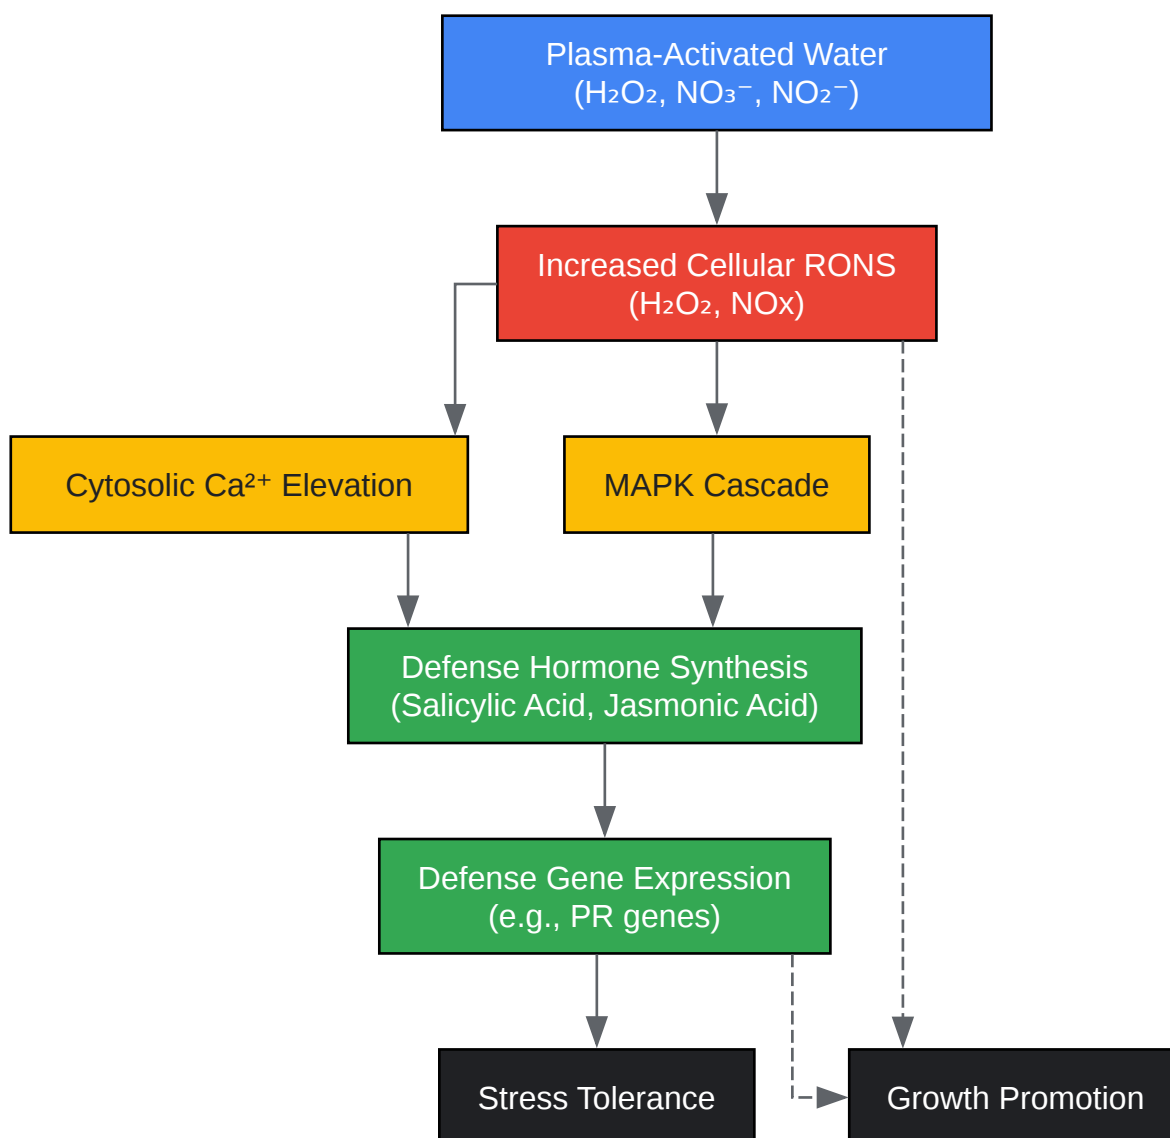 Plasma-Activated Water
(H₂O₂, NO₃⁻, NO₂⁻)
Increased Cellular RONS
(H₂O₂, NOx)
Cytosolic Ca²⁺ Elevation
MAPK Cascade
Defense Hormone Synthesis
(Salicylic Acid, Jasmonic Acid)
Defense Gene Expression
(e.g., PR genes)
Stress Tolerance
Growth Promotion